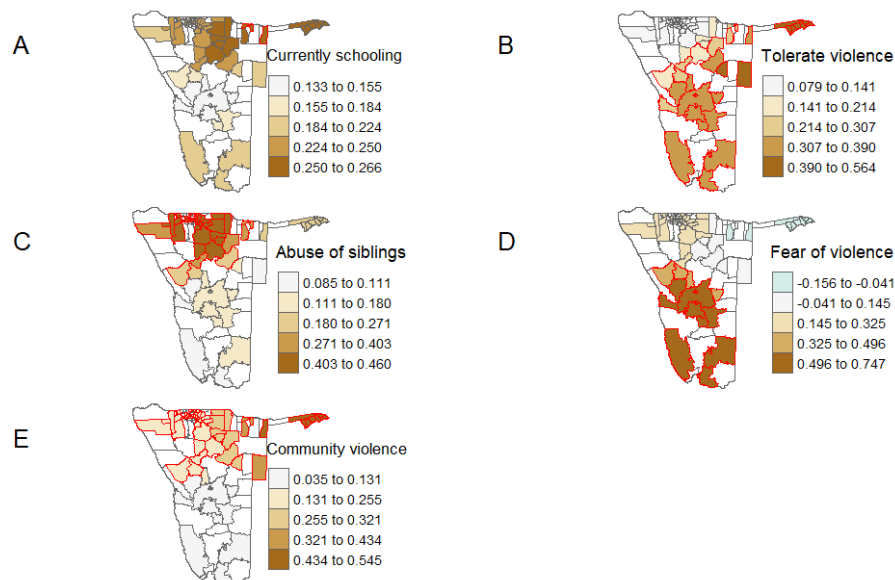 A
Currently schooling
0.133 to 0.155
0.155 to 0.184
0.184 to 0.224
0.224 to 0.250
0.250 to 0.266
B
Tolerate violence
0.079 to 0.141
0.141 to 0.214
0.214 to 0.307
0.307 to 0.390
0.390 to 0.564
C
Abuse of siblings
0.085 to 0.111
0.111 to 0.180
0.180 to 0.271
0.271 to 0.403
0.403 to 0.460
D
Fear of violence
-0.156 to -0.041
-0.041 to 0.145
0.145 to 0.325
0.325 to 0.496
0.496 to 0.747
E
Community violence
0.035 to 0.131
0.131 to 0.255
0.255 to 0.321
0.321 to 0.434
0.434 to 0.545